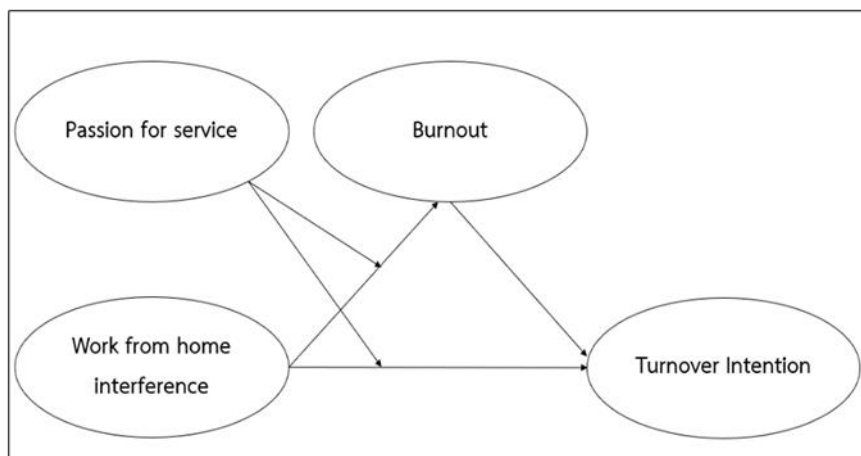 Passion for service
Burnout
Work from home
interference
Turnover Intention